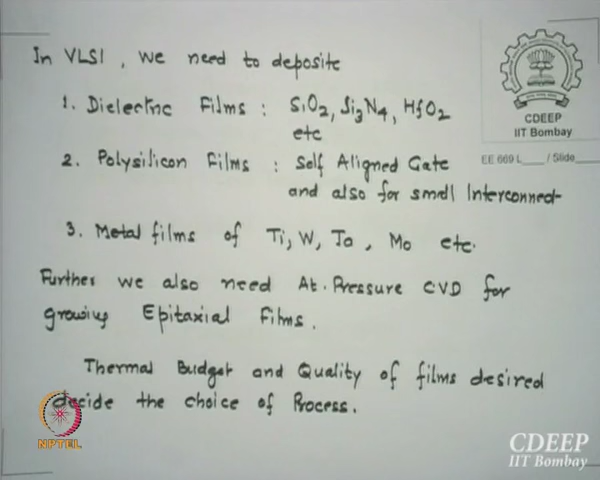 In VLSI, we need to deposite
1. Dielectric Films : SiO2, Si3N4, HfO2
etc
CDEEP
IIT Bombay
EE 669 L___ / Slide___
2. Polysilicon Films : Self Aligned Gate
and also for small Interconnect
3. Metal films of Ti, W, Ta, Mo etc.
Further we also need At. Pressure CVD for
growing Epitaxial Films.
Thermal Budget and Quality of films desired
decide the choice of Process.
NPTEL
CDEEP
IIT Bombay